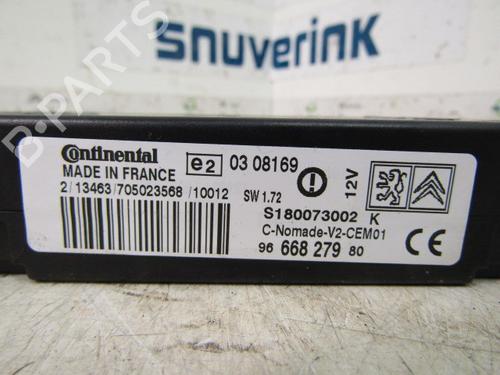 snuverink
B-PARTS
Continental
MADE IN FRANCE
e2 03 08169
12V
2/13463/705023568/10012
SW 1.72
S180073002 K
C-Nomade-V2-CEM01
96 668 279 80
CE